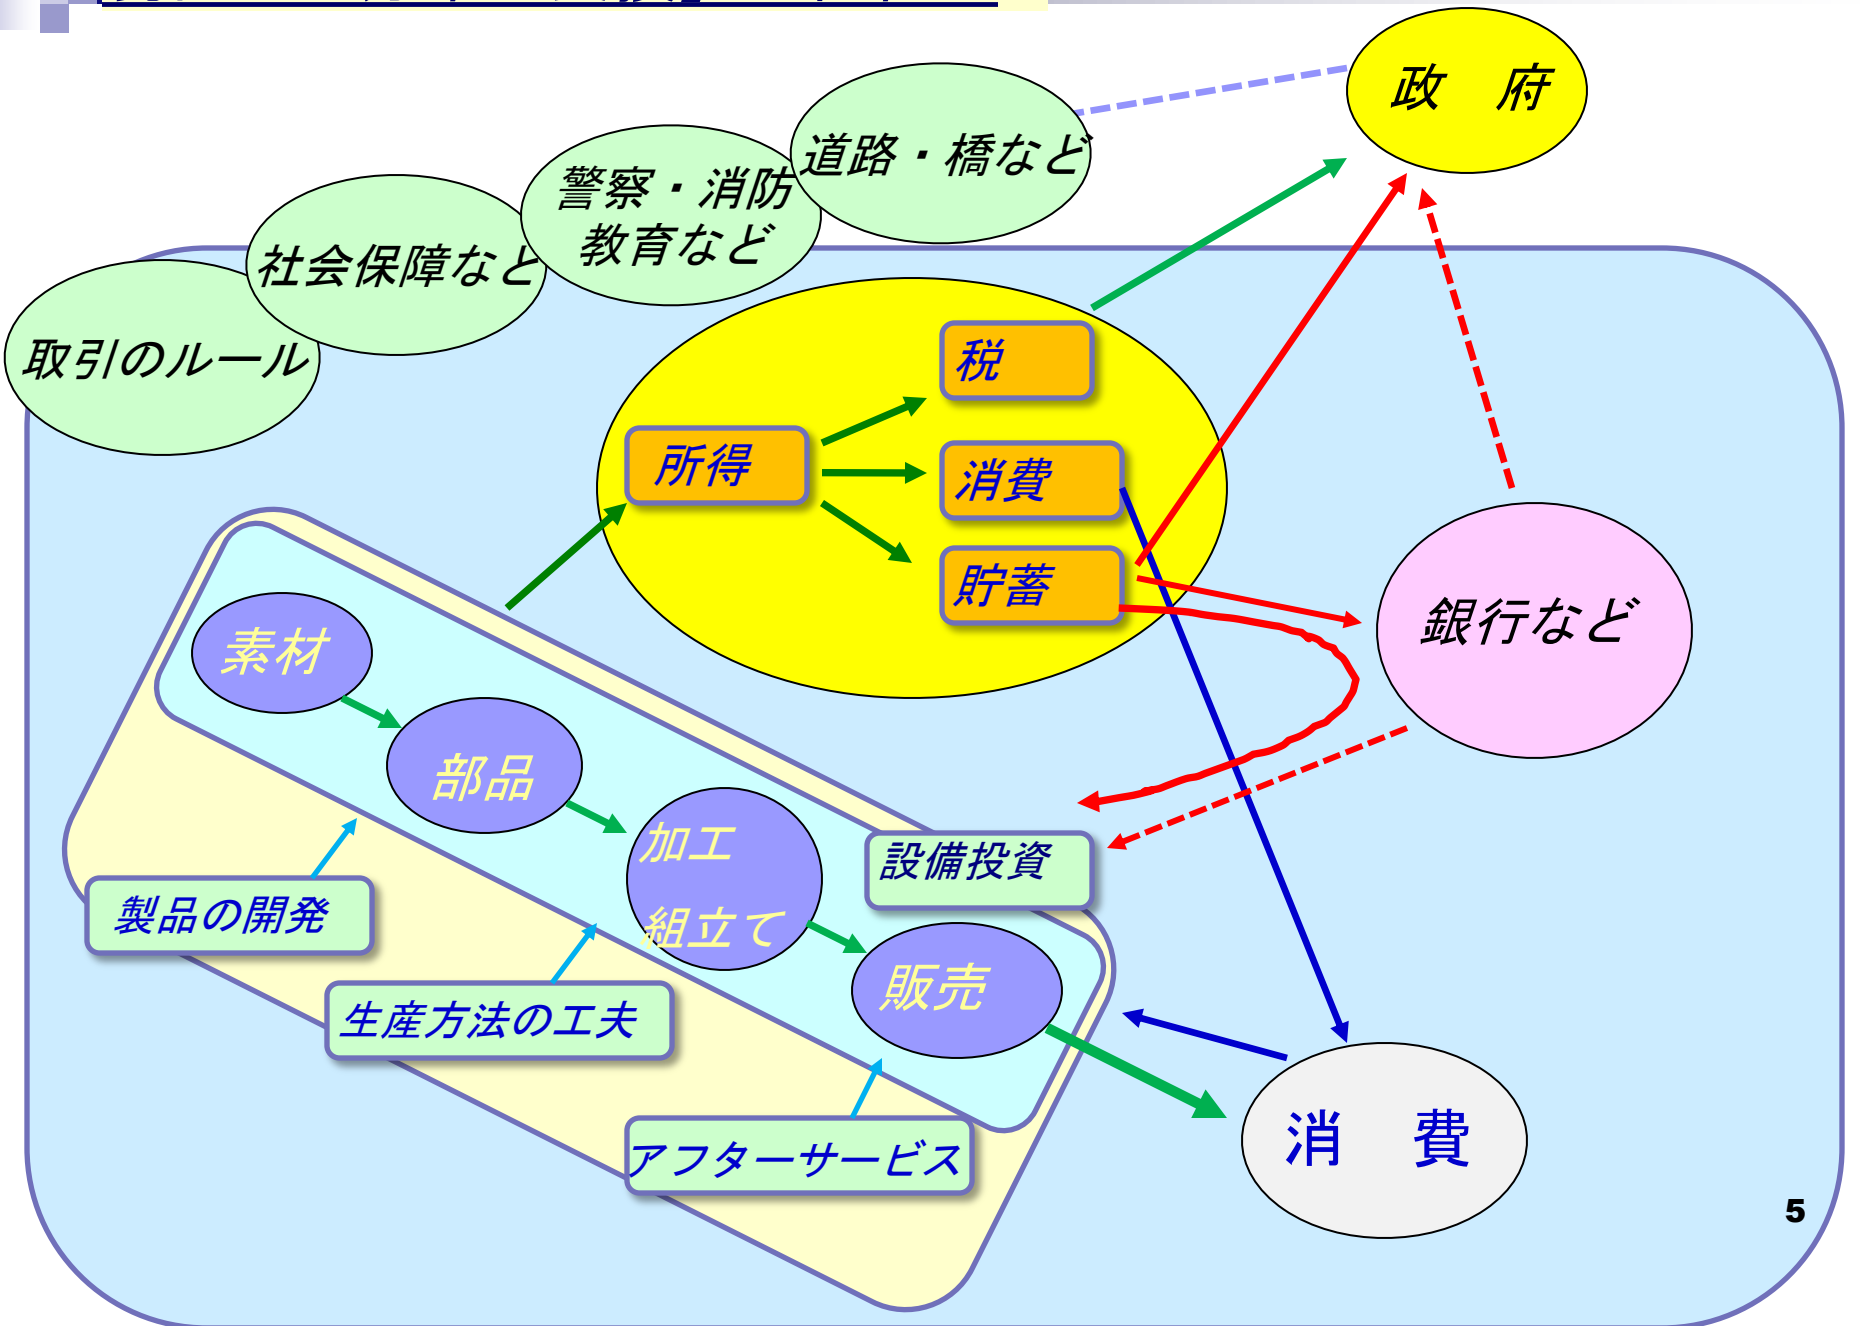 政　府
道路・橋など
警察・消防
教育など
社会保障など
取引のルール
税
所得
消費
貯蓄
銀行など
素材
部品
加工
組立て
設備投資
販売
製品の開発
生産方法の工夫
アフターサービス
消　費
5